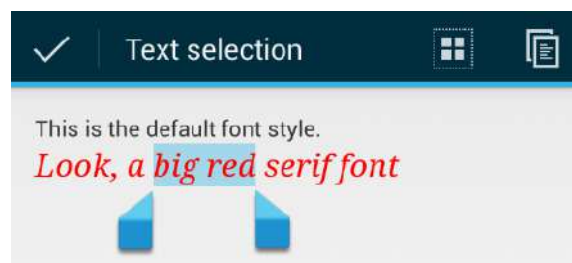 Text selection
This is the default font style.
Look, a big red serif font